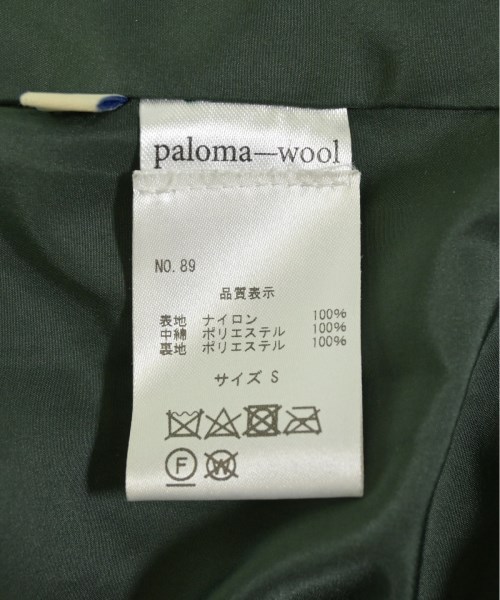 paloma—wool
NO.89
品質表示
表地 ナイロン 100%
中綿 ポリエステル 100%
裏地 ポリエステル 100%
サイズ S
F W